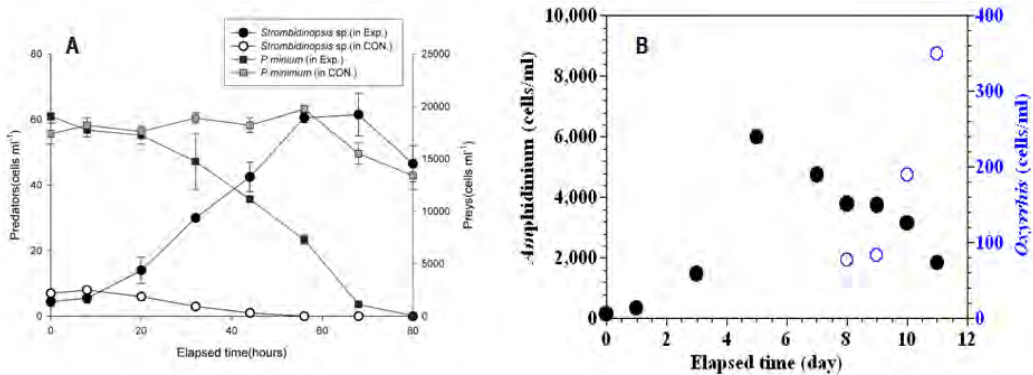 A
Strombidinopsis sp.(in Exp.)
Strombidinopsis sp.(in CON.)
P minium (in Exp.)
P minimum (in CON.)
Predators(cells ml⁻¹)
80
60
40
20
0
Preys(cells ml⁻¹)
25000
20000
15000
10000
5000
0
0 20 40 60 80
Elapsed time(hours)
B
Amphidinium (cells/ml)
10,000
8,000
6,000
4,000
2,000
0
Oxyrrhis (cells/ml)
400
300
200
100
0
0 2 4 6 8 10 12
Elapsed time (day)